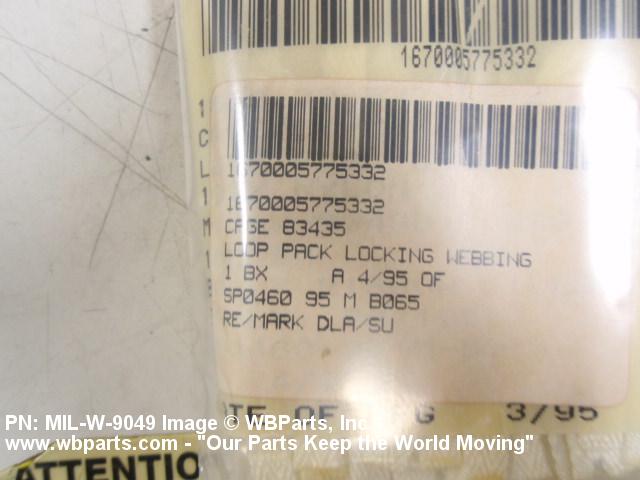 1670005775332
1670005775332
1670005775332
CAGE 83435
LOOP PACK LOCKING WEBBING
1 BX A 4/95 OF
SP0460 95 M B065
RE/MARK DLA/SU
OF G 3/95
PN: MIL-W-9049 Image © WBParts, Inc.
www.wbparts.com - "Our Parts Keep the World Moving"
ATTENTIO